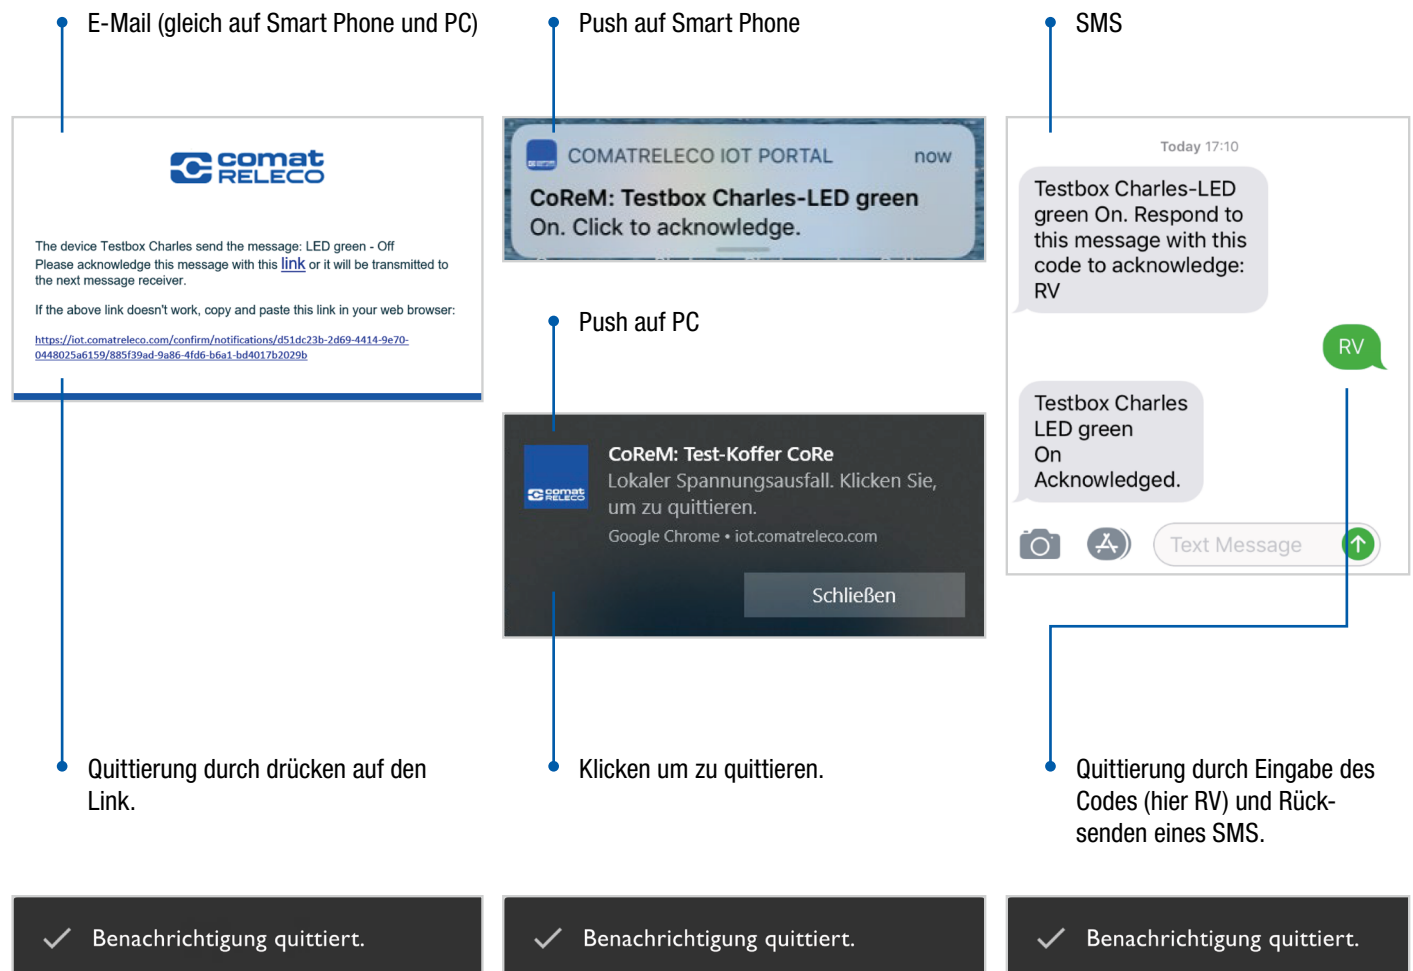 E-Mail (gleich auf Smart Phone und PC)
comat
RELECO
The device Testbox Charles send the message: LED green - Off
Please acknowledge this message with this link or it will be transmitted to
the next message receiver.
If the above link doesn't work, copy and paste this link in your web browser:
https://iot.comatreleco.com/confirm/notifications/d51dc23b-2d69-4414-9e70-
0448025a6159/885f39ad-9a86-4fd6-b6a1-bd4017b2029b
Quittierung durch drücken auf den
Link.
Benachrichtigung quittiert.
Push auf Smart Phone
COMATRELECO IOT PORTAL now
CoReM: Testbox Charles-LED green
On. Click to acknowledge.
Push auf PC
comat
RELECO
CoReM: Test-Koffer CoRe
Lokaler Spannungsausfall. Klicken Sie,
um zu quittieren.
Google Chrome • iot.comatreleco.com
Schließen
Klicken um zu quittieren.
Benachrichtigung quittiert.
SMS
Today 17:10
Testbox Charles-LED
green On. Respond to
this message with this
code to acknowledge:
RV
RV
Testbox Charles
LED green
On
Acknowledged.
Text Message
Quittierung durch Eingabe des
Codes (hier RV) und Rück-
senden eines SMS.
Benachrichtigung quittiert.